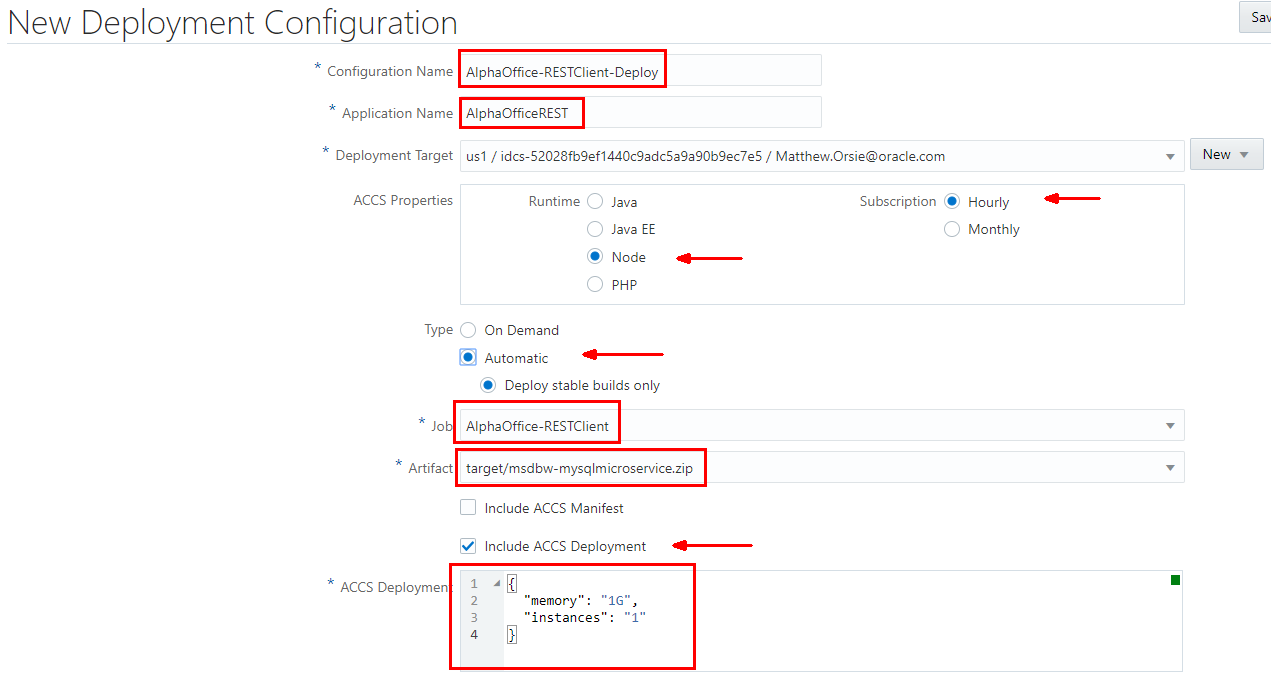 New Deployment Configuration
Sav
* Configuration Name AlphaOffice-RESTClient-Deploy
* Application Name AlphaOfficeREST
* Deployment Target us1 / idcs-52028fb9ef1440c9adc5a9a90b9ec7e5 / Matthew.Orsie@oracle.com New
ACCS Properties Runtime Java Subscription Hourly
Java EE Monthly
Node
PHP
Type On Demand
Automatic
Deploy stable builds only
* Job AlphaOffice-RESTClient
* Artifact target/msdbw-mysqlmicroservice.zip
Include ACCS Manifest
Include ACCS Deployment
* ACCS Deployment 1 {
2 "memory": "1G",
3 "instances": "1"
4 }